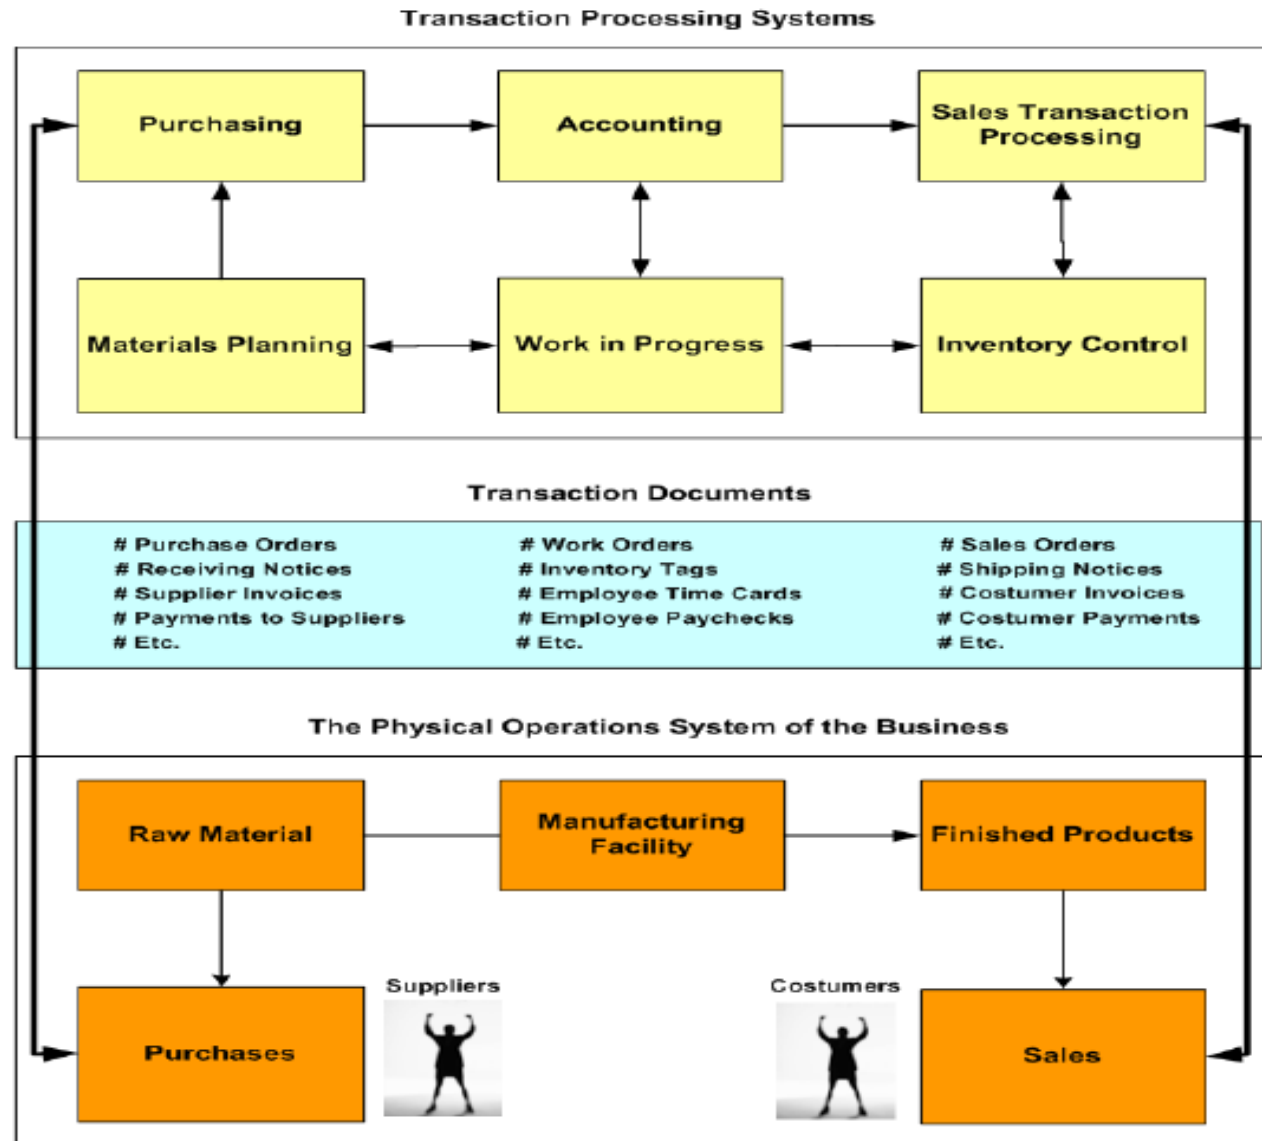 Transaction Processing Systems
Purchasing
Accounting
Sales Transaction
Processing
Materials Planning
Work in Progress
Inventory Control
Transaction Documents
# Purchase Orders
# Receiving Notices
# Supplier Invoices
# Payments to Suppliers
# Etc.
# Work Orders
# Inventory Tags
# Employee Time Cards
# Employee Paychecks
# Etc.
# Sales Orders
# Shipping Notices
# Costumer Invoices
# Costumer Payments
# Etc.
The Physical Operations System of the Business
Raw Material
Manufacturing
Facility
Finished Products
Purchases
Suppliers
Costumers
Sales